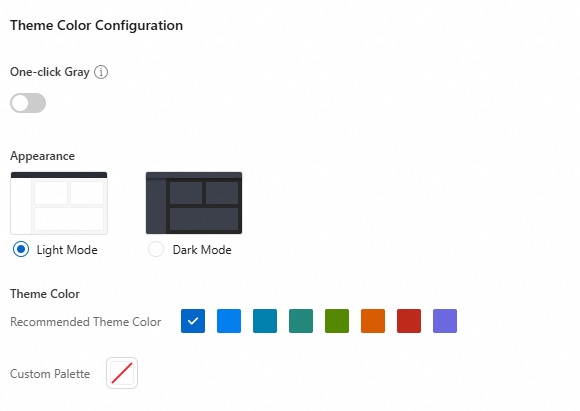 Theme Color Configuration
One-click Gray
Appearance
Light Mode Dark Mode
Theme Color
Recommended Theme Color
Custom Palette